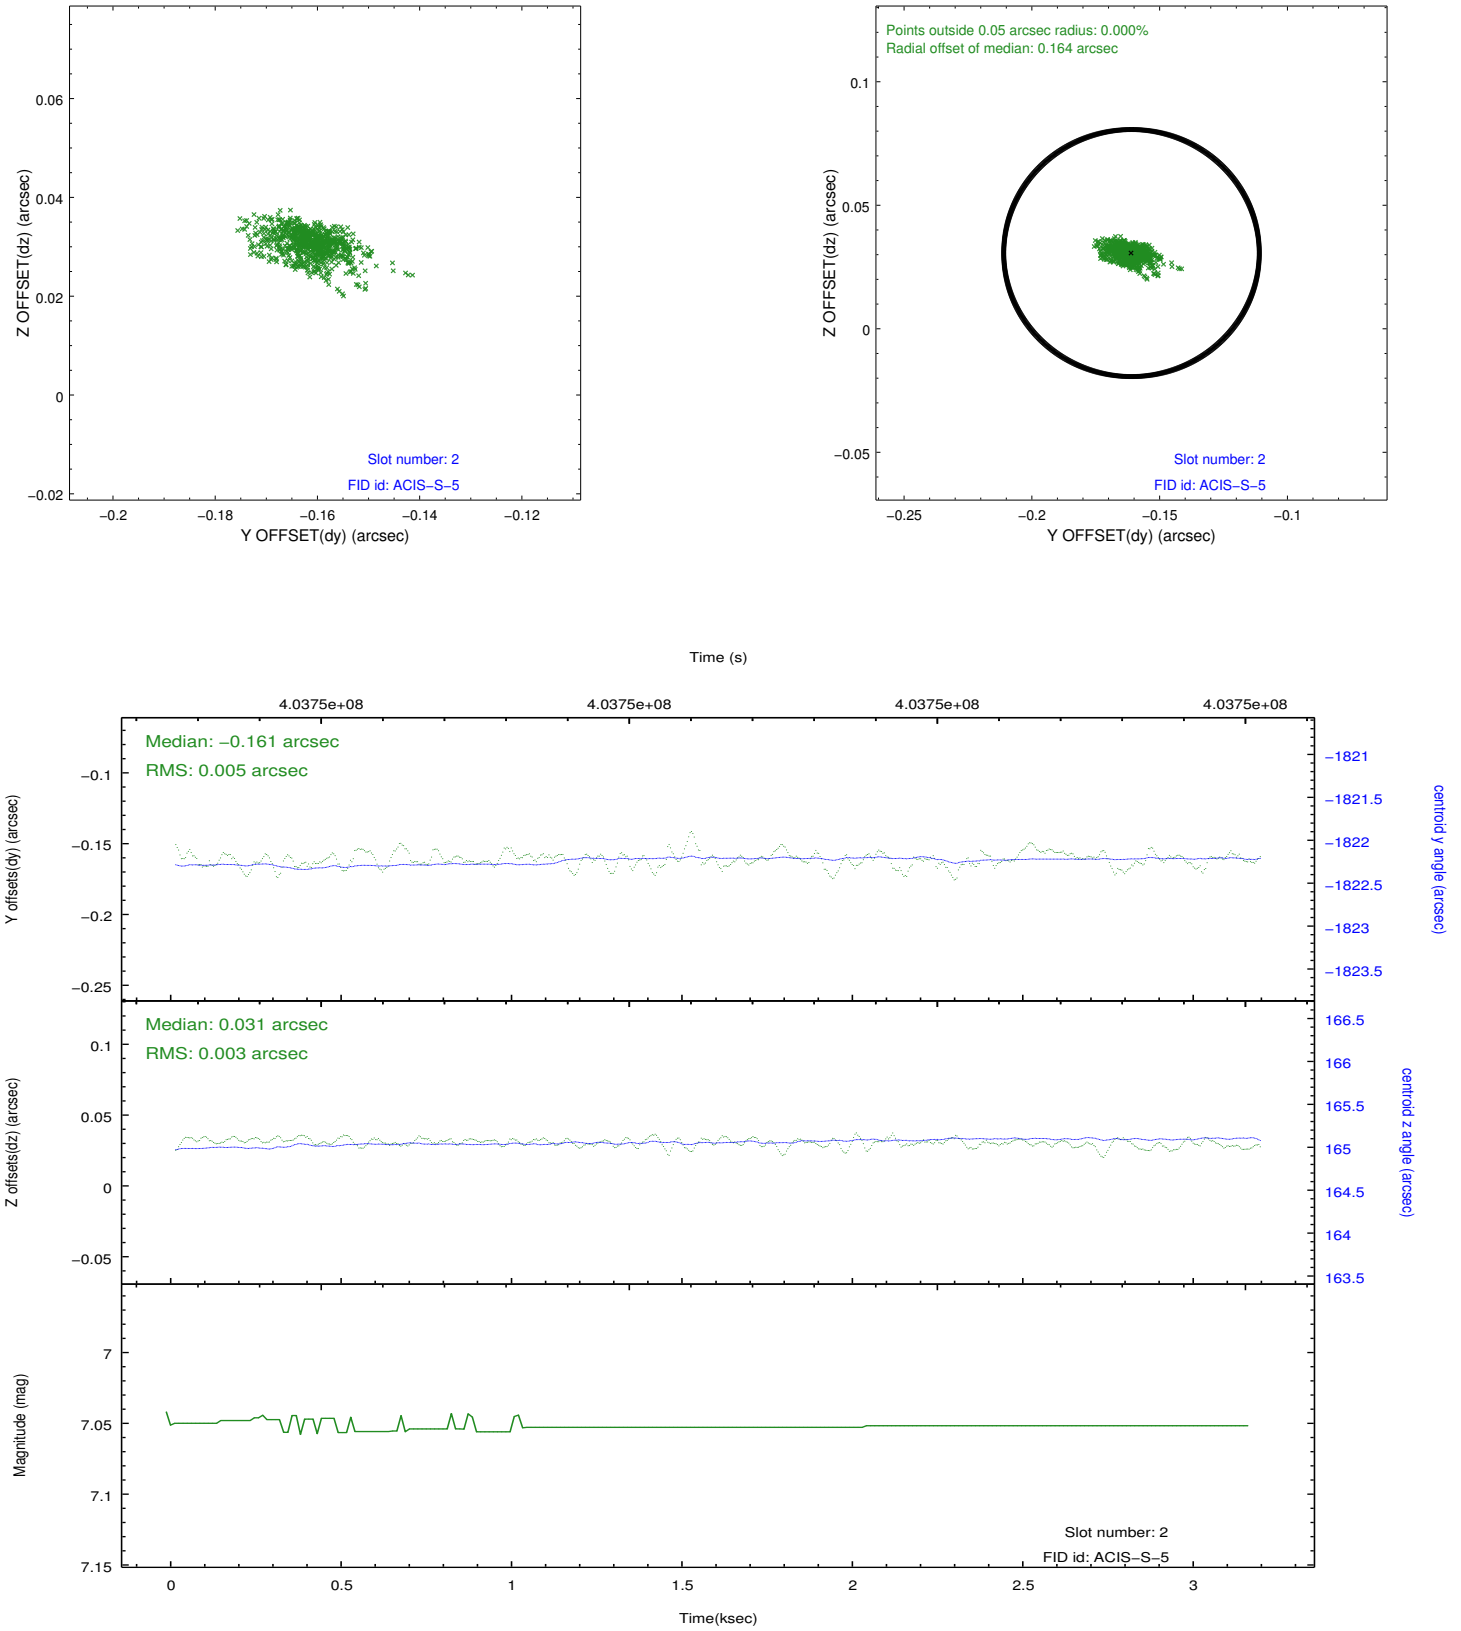 0.06
0.04
0.02
0
−0.02
Z OFFSET(dz) (arcsec)
Slot number: 2
FID id: ACIS−S−5
−0.2 −0.18 −0.16 −0.14 −0.12
Y OFFSET(dy) (arcsec)
Points outside 0.05 arcsec radius: 0.000%
Radial offset of median: 0.164 arcsec
0.1
0.05
0
−0.05
Z OFFSET(dz) (arcsec)
Slot number: 2
FID id: ACIS−S−5
−0.25 −0.2 −0.15 −0.1
Y OFFSET(dy) (arcsec)
Time (s)
4.0375e+08 4.0375e+08 4.0375e+08 4.0375e+08
Median: −0.161 arcsec
RMS: 0.005 arcsec
−0.1
−0.15
−0.2
−0.25
Y offsets(dy) (arcsec)
−1821
−1821.5
−1822
−1822.5
−1823
−1823.5
centroid y angle (arcsec)
Median: 0.031 arcsec
RMS: 0.003 arcsec
0.1
0.05
0
−0.05
Z offsets(dz) (arcsec)
166.5
166
165.5
165
164.5
164
163.5
centroid z angle (arcsec)
7
7.05
7.1
7.15
Magnitude (mag)
Slot number: 2
FID id: ACIS−S−5
0 0.5 1 1.5 2 2.5 3
Time(ksec)